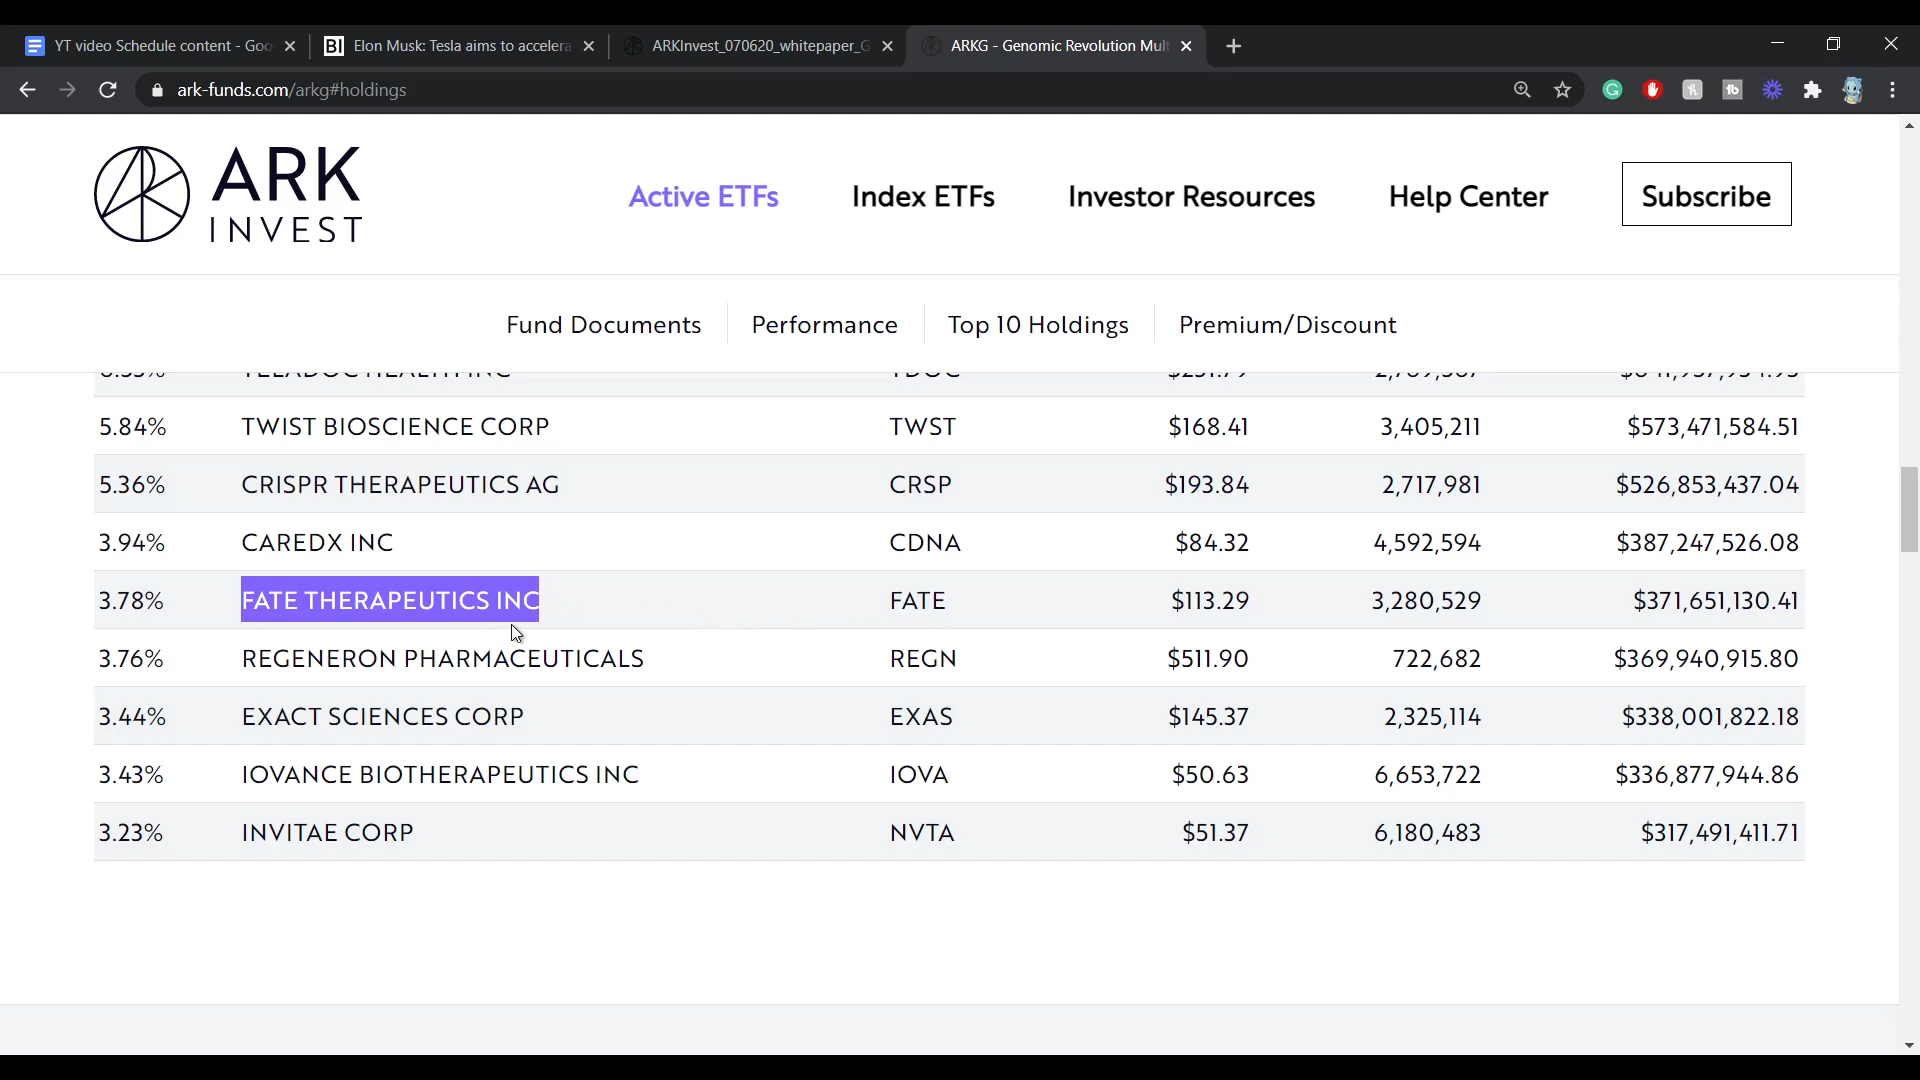 YT video Schedule content - Goo
BI Elon Musk: Tesla aims to accelera
ARKInvest_070620_whitepaper_G
ARKG - Genomic Revolution Mult
ark-funds.com/arkg#holdings
ARK
INVEST
Active ETFs
Index ETFs
Investor Resources
Help Center
Subscribe
Fund Documents
Performance
Top 10 Holdings
Premium/Discount
5.84% TWIST BIOSCIENCE CORP TWST $168.41 3,405,211 $573,471,584.51
5.36% CRISPR THERAPEUTICS AG CRSP $193.84 2,717,981 $526,853,437.04
3.94% CAREDX INC CDNA $84.32 4,592,594 $387,247,526.08
3.78% FATE THERAPEUTICS INC FATE $113.29 3,280,529 $371,651,130.41
3.76% REGENERON PHARMACEUTICALS REGN $511.90 722,682 $369,940,915.80
3.44% EXACT SCIENCES CORP EXAS $145.37 2,325,114 $338,001,822.18
3.43% IOVANCE BIOTHERAPEUTICS INC IOVA $50.63 6,653,722 $336,877,944.86
3.23% INVITAE CORP NVTA $51.37 6,180,483 $317,491,411.71